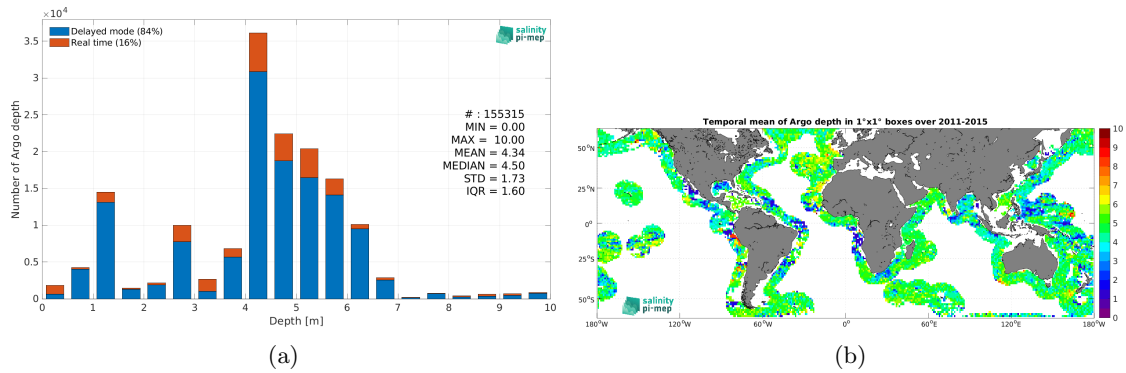 ×10⁴
Delayed mode (84%)
Real time (16%)
salinity
pi-mep
3.5
3
2.5
2
1.5
1
0.5
0
Number of Argo depth
# : 155315
MIN = 0.00
MAX = 10.00
MEAN = 4.34
MEDIAN = 4.50
STD = 1.73
IQR = 1.60
0 1 2 3 4 5 6 7 8 9 10
Depth [m]
(a)
Temporal mean of Argo depth in 1°x1° boxes over 2011-2015
50°N
25°N
0°
25°S
50°S
180°W 120°W 60°W 0° 60°E 120°E 180°W
salinity
pi-mep
10
9
8
7
6
5
4
3
2
1
0
(b)